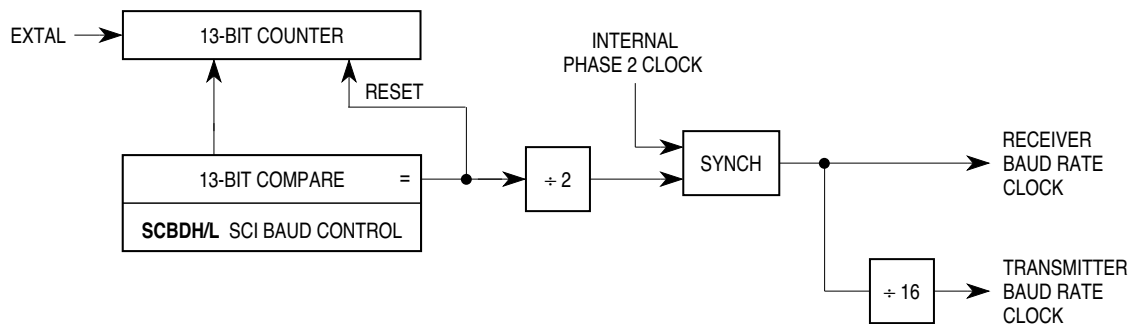 EXTAL
13-BIT COUNTER
INTERNAL
PHASE 2 CLOCK
RESET
13-BIT COMPARE =
SCBDH/L SCI BAUD CONTROL
÷ 2
SYNCH
RECEIVER
BAUD RATE
CLOCK
÷ 16
TRANSMITTER
BAUD RATE
CLOCK